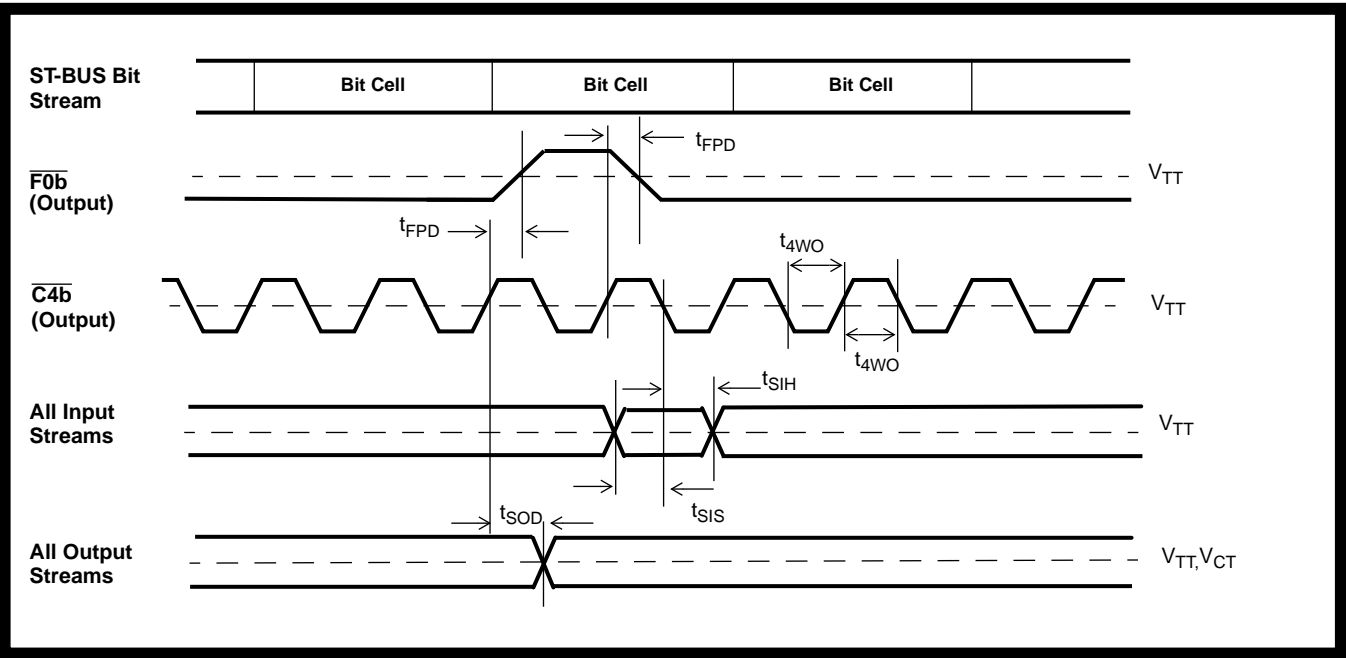 ST-BUS Bit
Stream
Bit Cell Bit Cell Bit Cell
tFPD
F0b
(Output)
VTT
tFPD
t4WO
C4b
(Output)
VTT
t4WO
tSIH
All Input
Streams
VTT
tSIS
tSOD
All Output
Streams
VTT,VCT